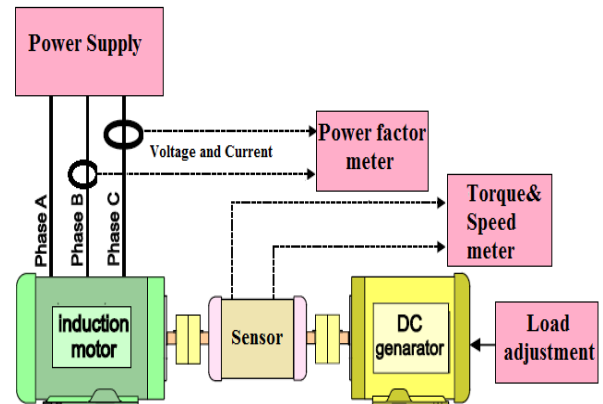 Power Supply
Phase A
Phase B
Phase C
Voltage and Current
Power factor
meter
Torque&
Speed
meter
induction
motor
Sensor
DC
genarator
Load
adjustment